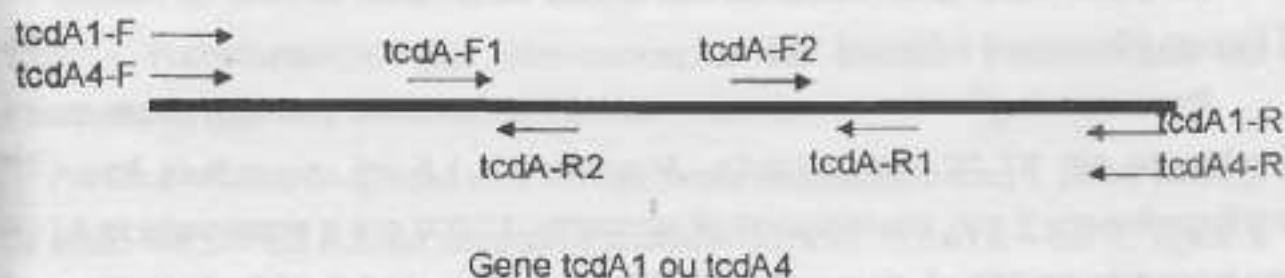 tcdA1-F
tcdA4-F
tcdA-F1
tcdA-F2
tcdA-R2
tcdA-R1
tcdA1-R
tcdA4-R
Gene tcdA1 ou tcdA4